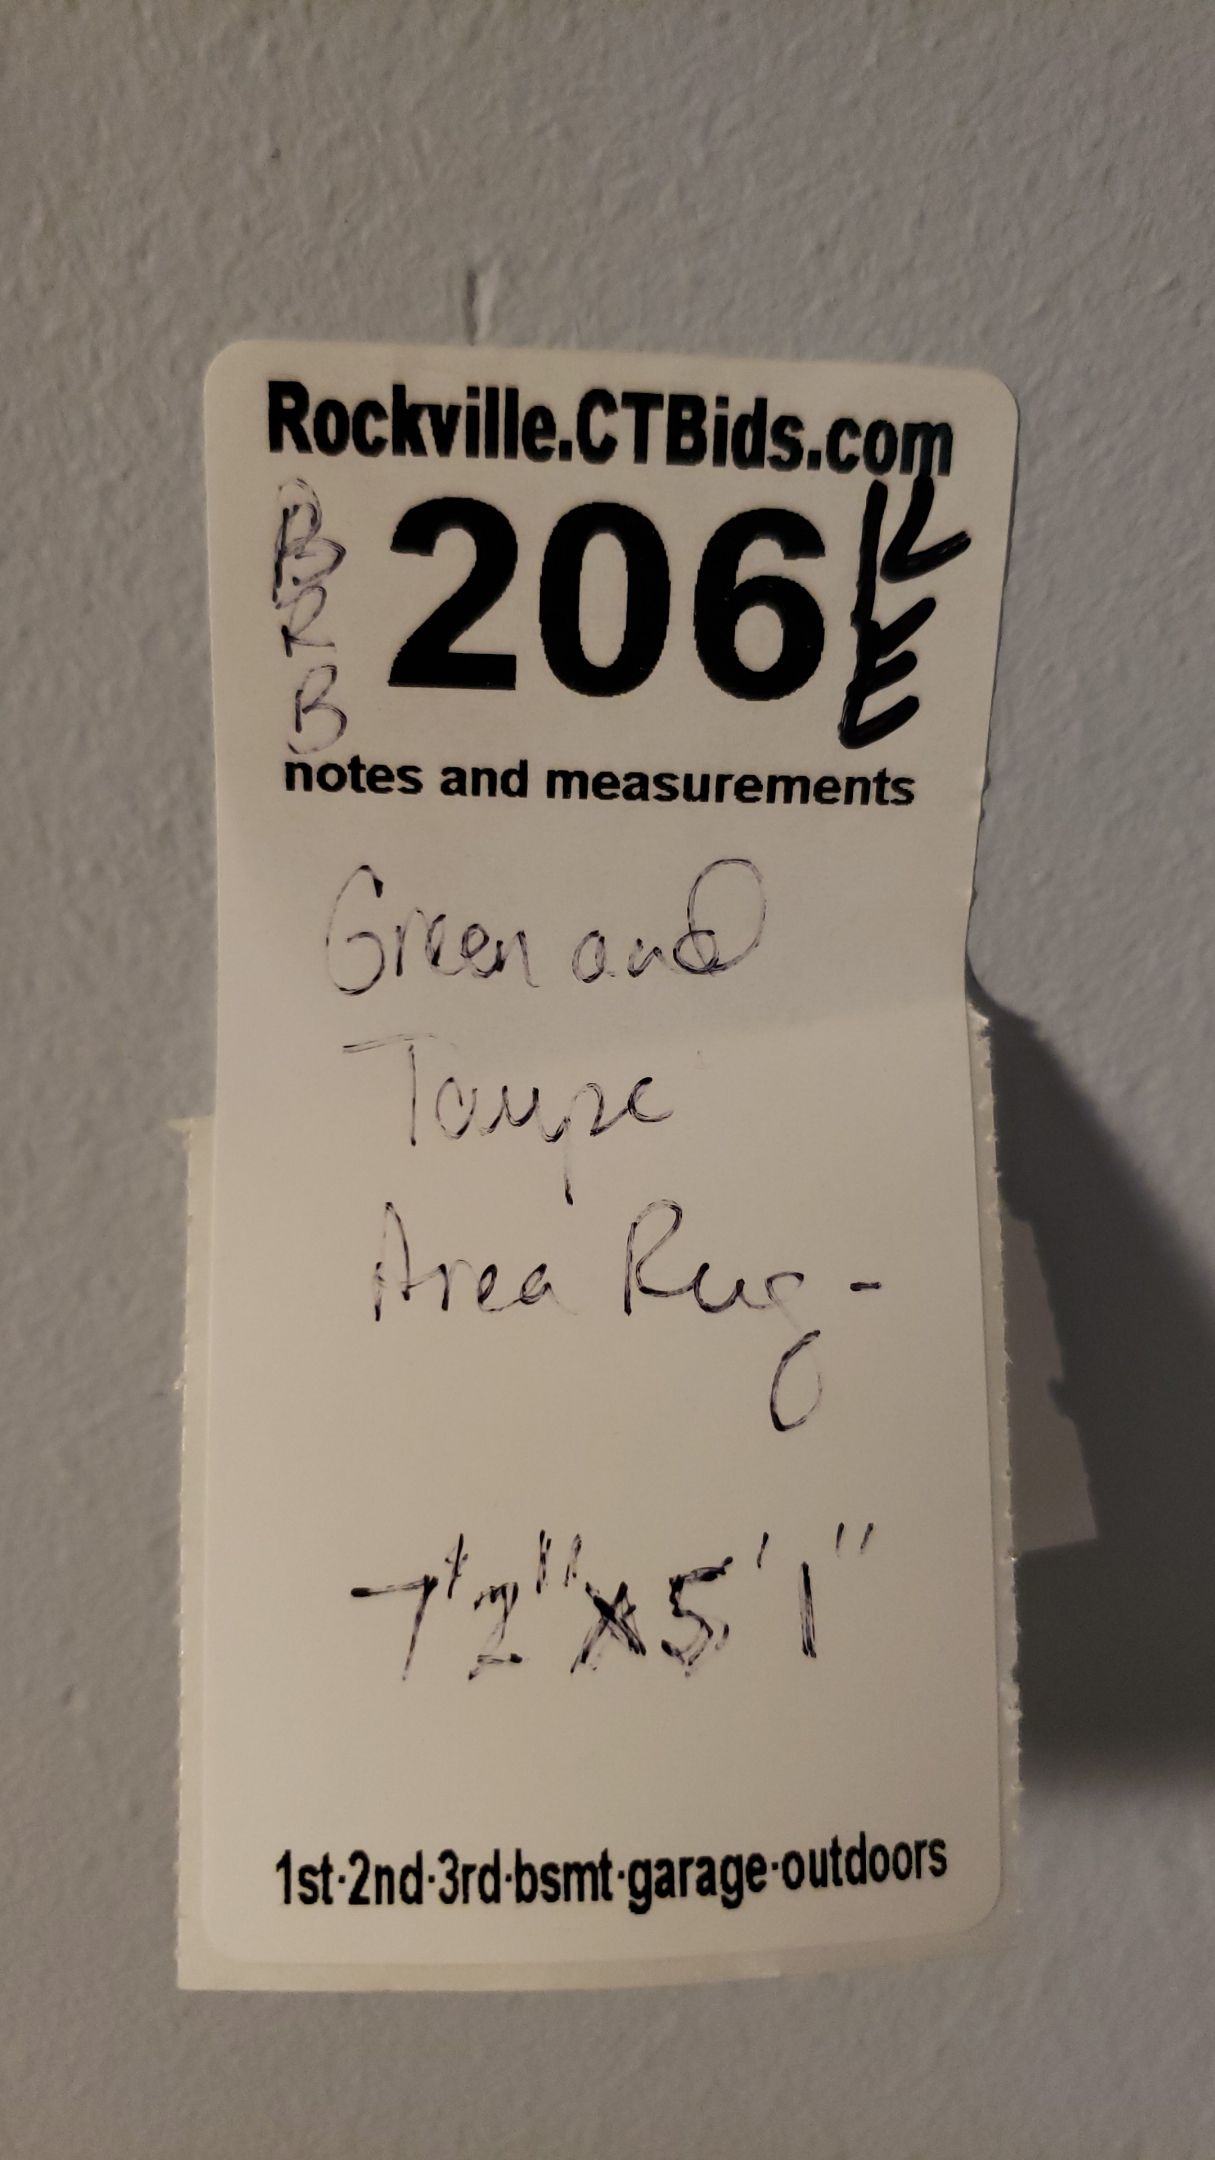 Rockville.CTBids.com
BRB
206
notes and measurements
Green and
Taupe
Area Rug -
7'2"x5'1"
1st·2nd·3rd·bsmt·garage·outdoors